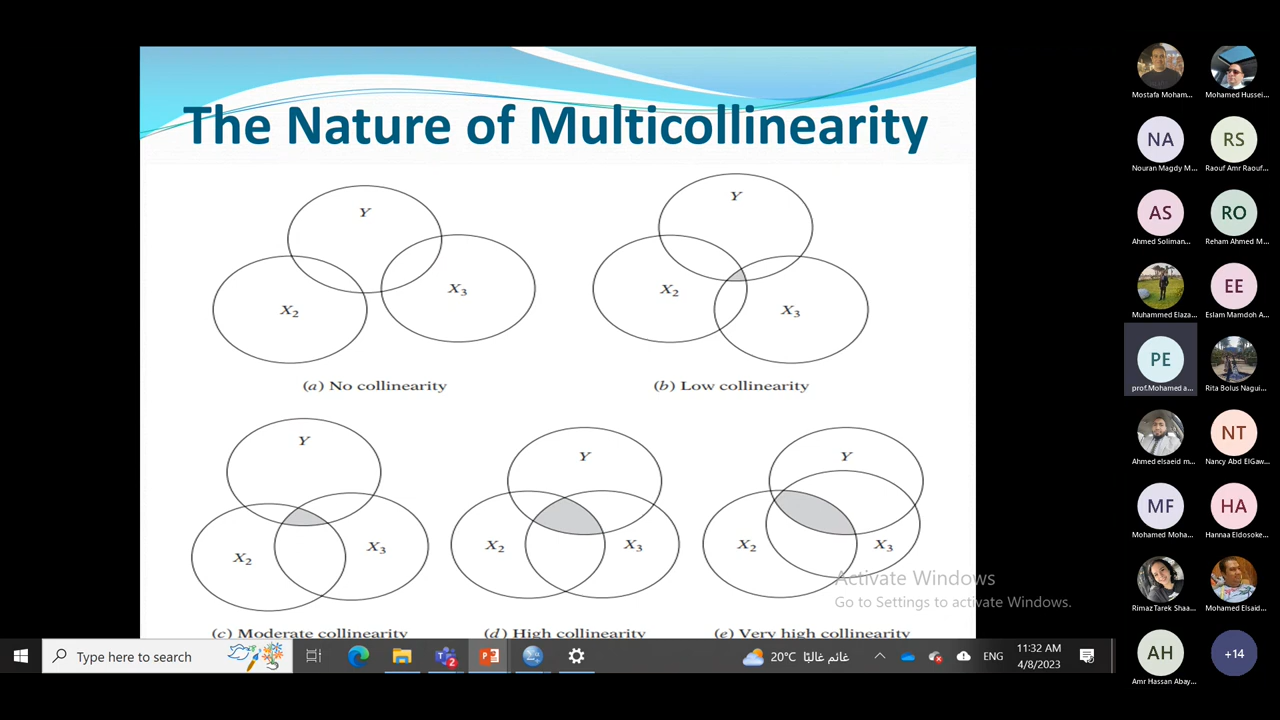 The Nature of Multicollinearity
Y
X2
X3
(a) No collinearity
Y
X2
X3
(b) Low collinearity
Y
X2
X3
(c) Moderate collinearity
Y
X2
X3
(d) High collinearity
Y
X2
X3
(e) Very high collinearity
Activate Windows
Go to Settings to activate Windows.
Type here to search
2
20°C غائم غالبًا
ENG
11:32 AM
4/8/2023
Mostafa Moham...
Mohamed Hussei...
NA
Nouran Magdy M...
RS
Raouf Amr Raouf...
AS
Ahmed Soliman...
RO
Reham Ahmed M...
Muhammed Elaza...
EE
Eslam Mamdoh A...
PE
prof.Mohamed a...
Rita Bolus Nagui...
Ahmed elsaeid m...
NT
Nancy Abd ElGaw...
MF
Mohamed Moha...
HA
Hannaa Eldosoke...
Rimaz Tarek Shaa...
Mohamed Elsaid...
AH
Amr Hassan Abay...
+14